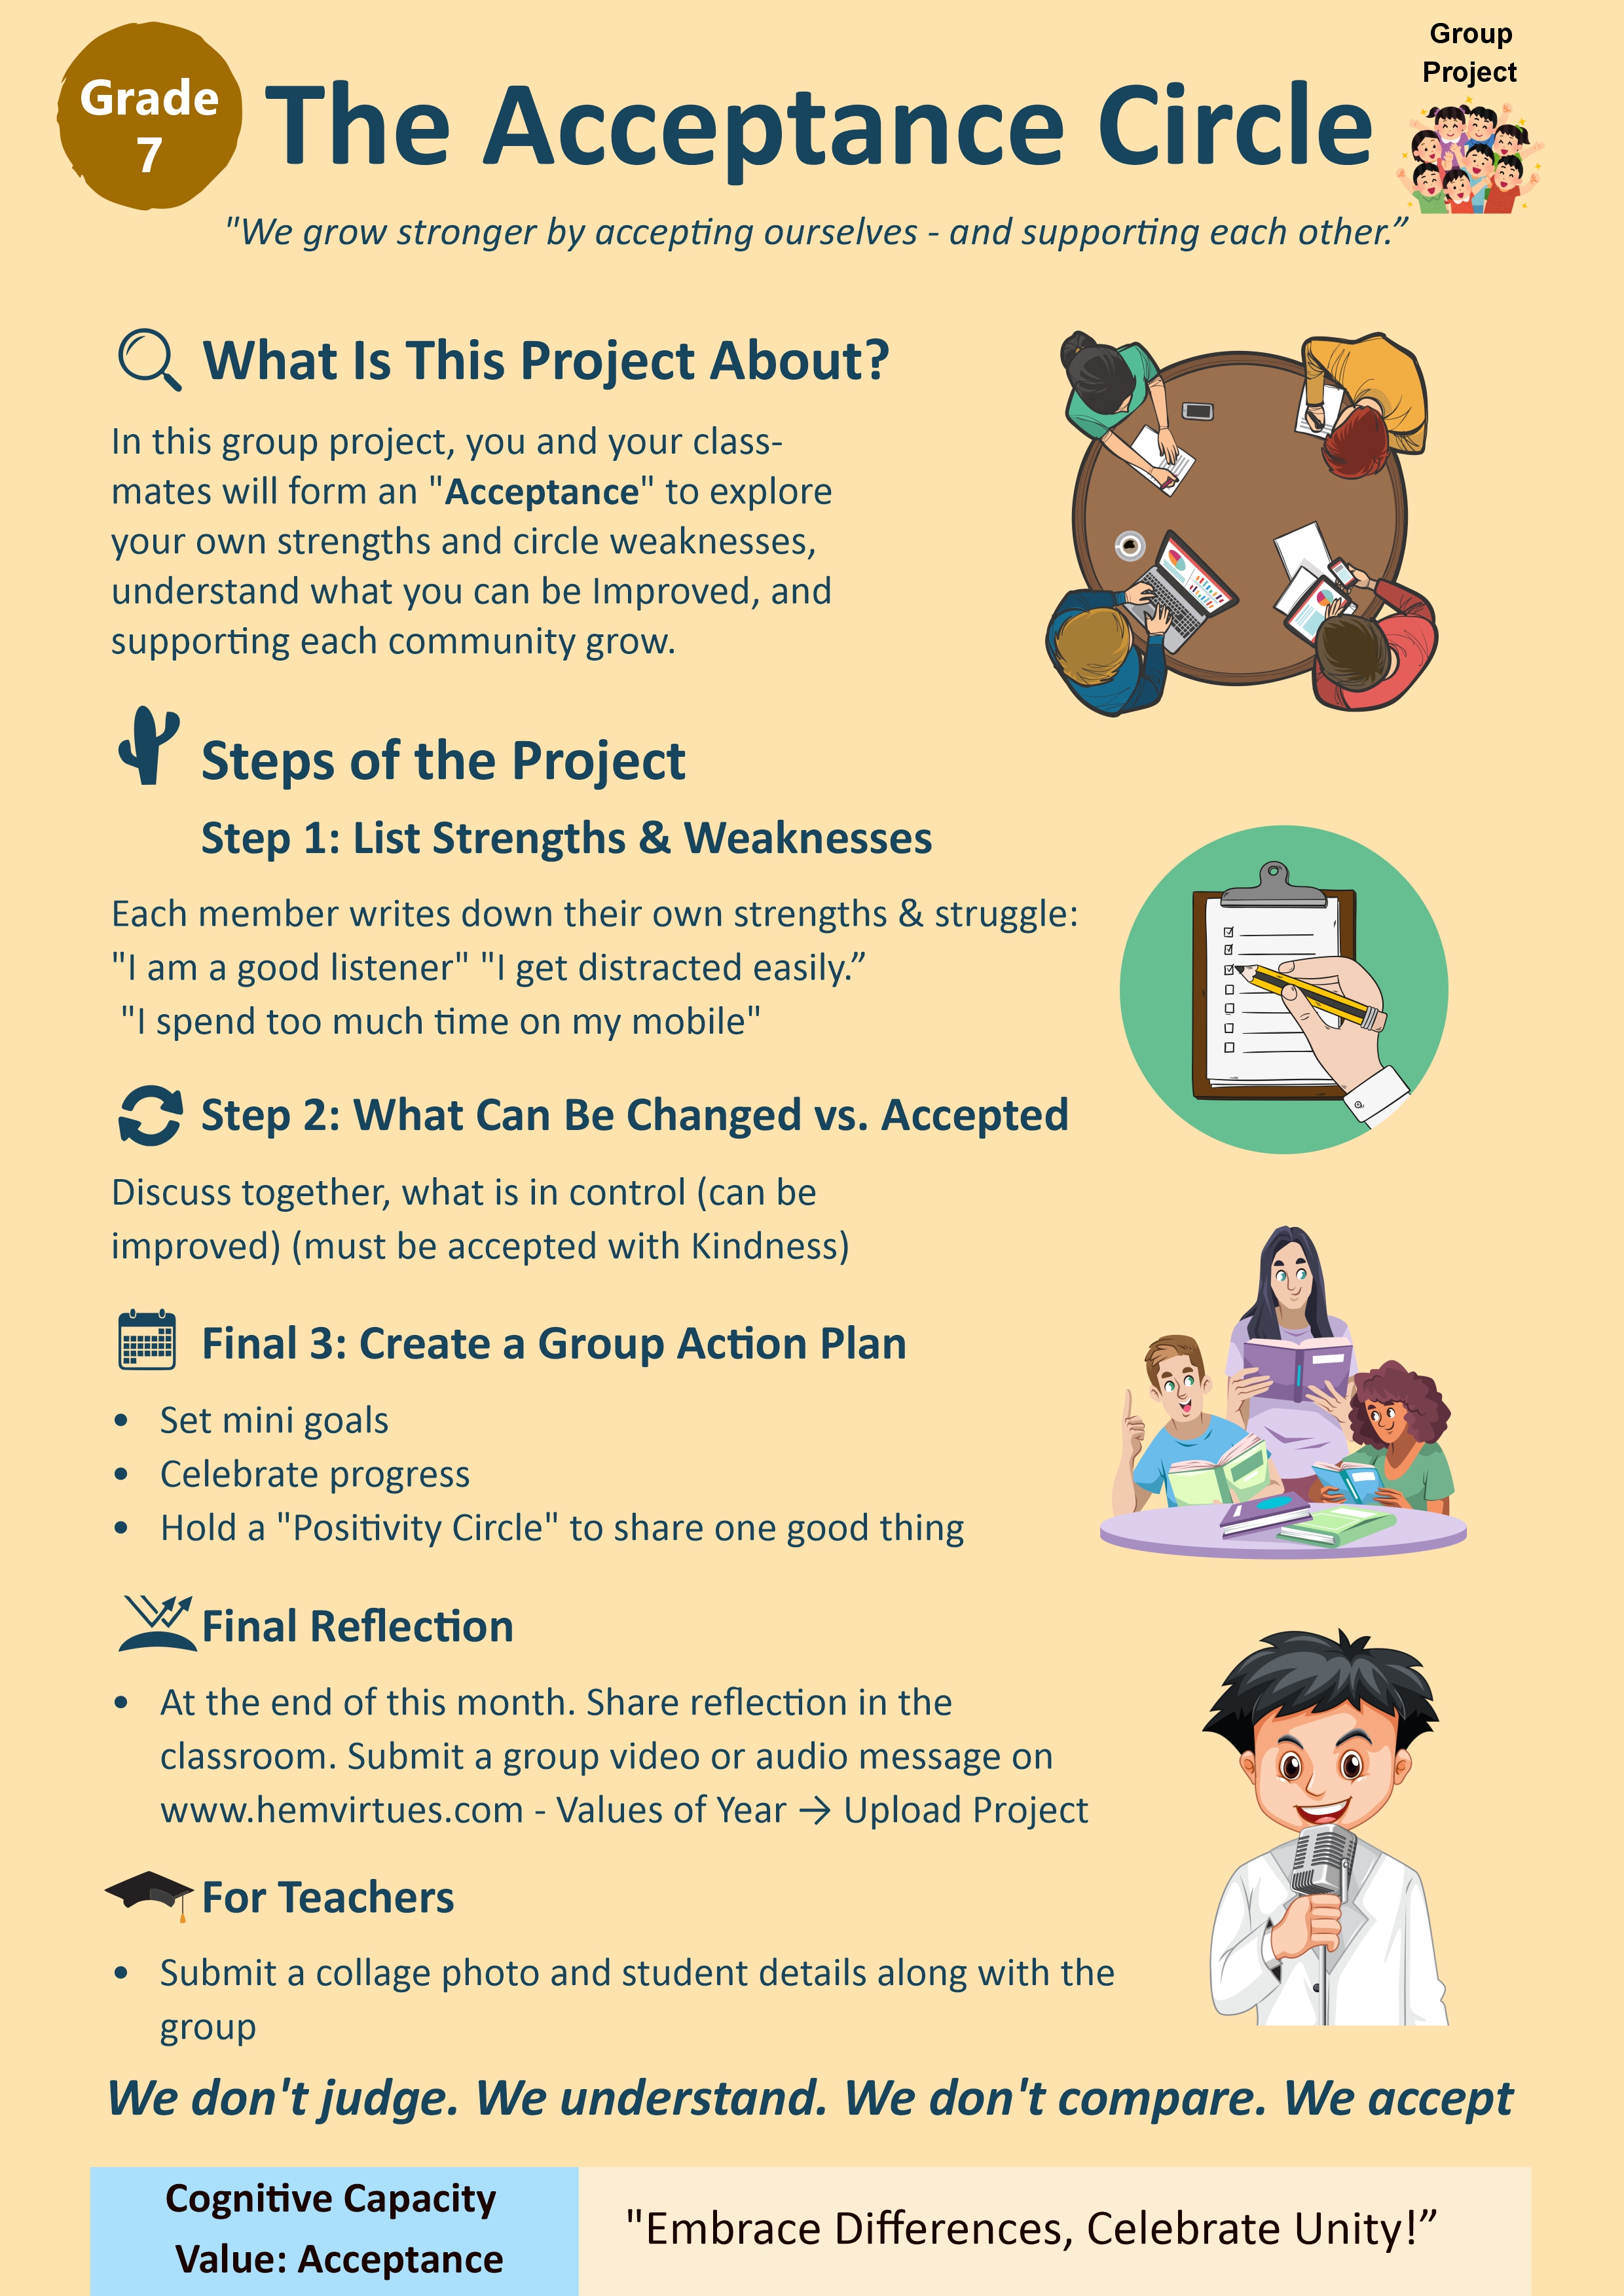 Grade
7
The Acceptance Circle
Group
Project
"We grow stronger by accepting ourselves - and supporting each other.”
What Is This Project About?
In this group project, you and your class-
mates will form an "Acceptance" to explore
your own strengths and circle weaknesses,
understand what you can be Improved, and
supporting each community grow.
Steps of the Project
Step 1: List Strengths & Weaknesses
Each member writes down their own strengths & struggle:
"I am a good listener" "I get distracted easily.”
"I spend too much time on my mobile"
Step 2: What Can Be Changed vs. Accepted
Discuss together, what is in control (can be
improved) (must be accepted with Kindness)
Final 3: Create a Group Action Plan
• Set mini goals
• Celebrate progress
• Hold a "Positivity Circle" to share one good thing
Final Reflection
• At the end of this month. Share reflection in the
classroom. Submit a group video or audio message on
www.hemvirtues.com - Values of Year → Upload Project
For Teachers
• Submit a collage photo and student details along with the
group
We don't judge. We understand. We don't compare. We accept
Cognitive Capacity
Value: Acceptance
"Embrace Differences, Celebrate Unity!”